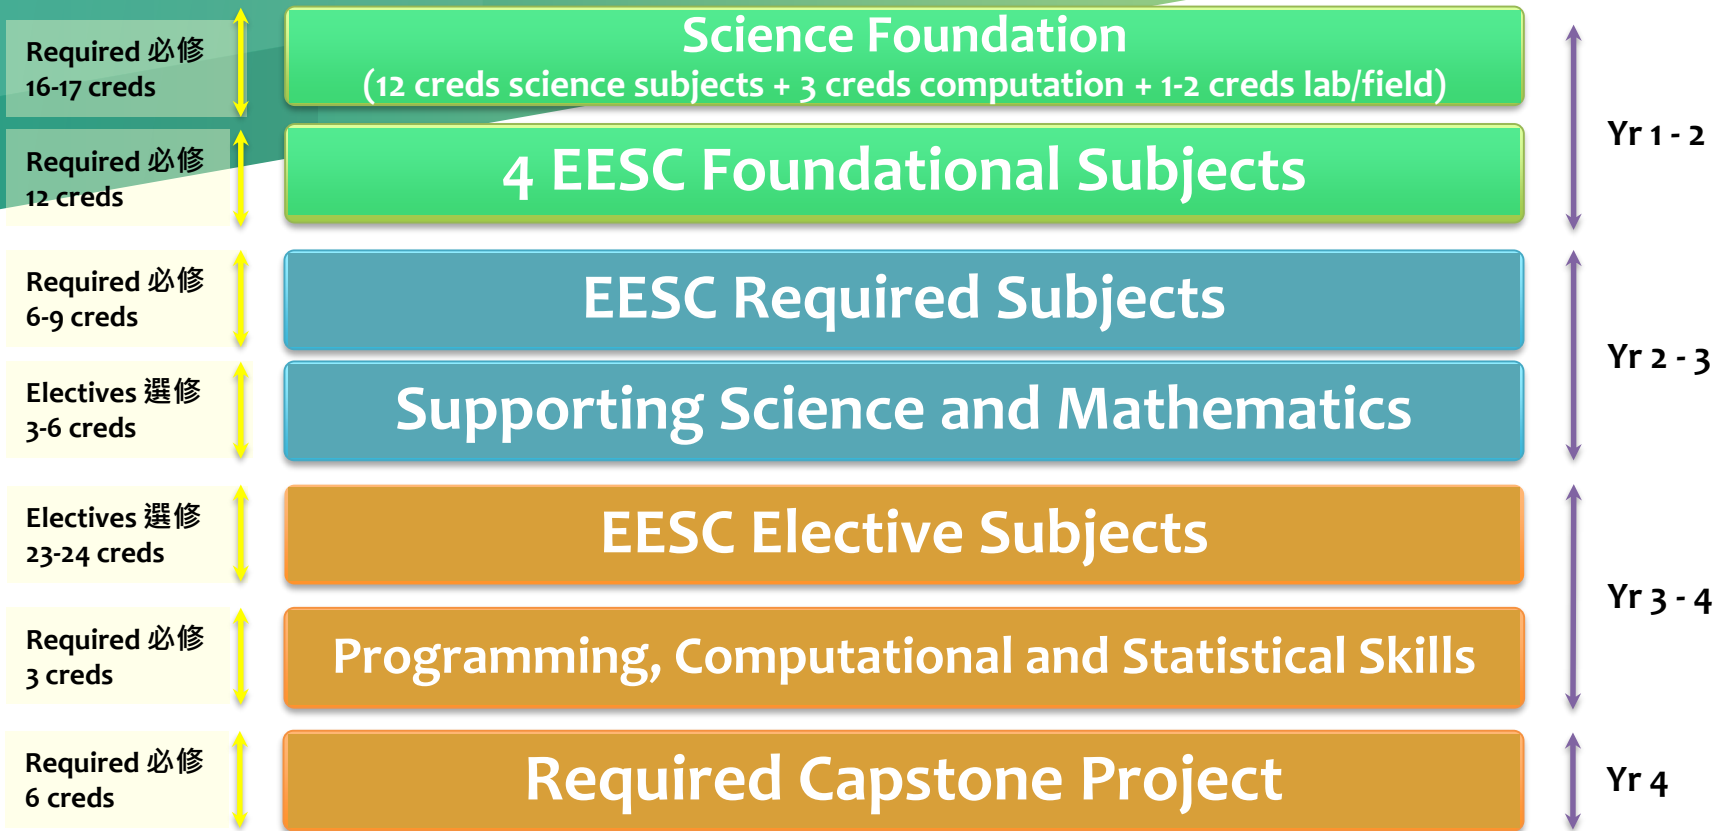 Required 必修
16-17 creds
Science Foundation
(12 creds science subjects + 3 creds computation + 1-2 creds lab/field)
Yr 1 - 2
Required 必修
12 creds
4 EESC Foundational Subjects
Required 必修
6-9 creds
EESC Required Subjects
Yr 2 - 3
Electives 選修
3-6 creds
Supporting Science and Mathematics
Electives 選修
23-24 creds
EESC Elective Subjects
Yr 3 - 4
Required 必修
3 creds
Programming, Computational and Statistical Skills
Required 必修
6 creds
Required Capstone Project
Yr 4